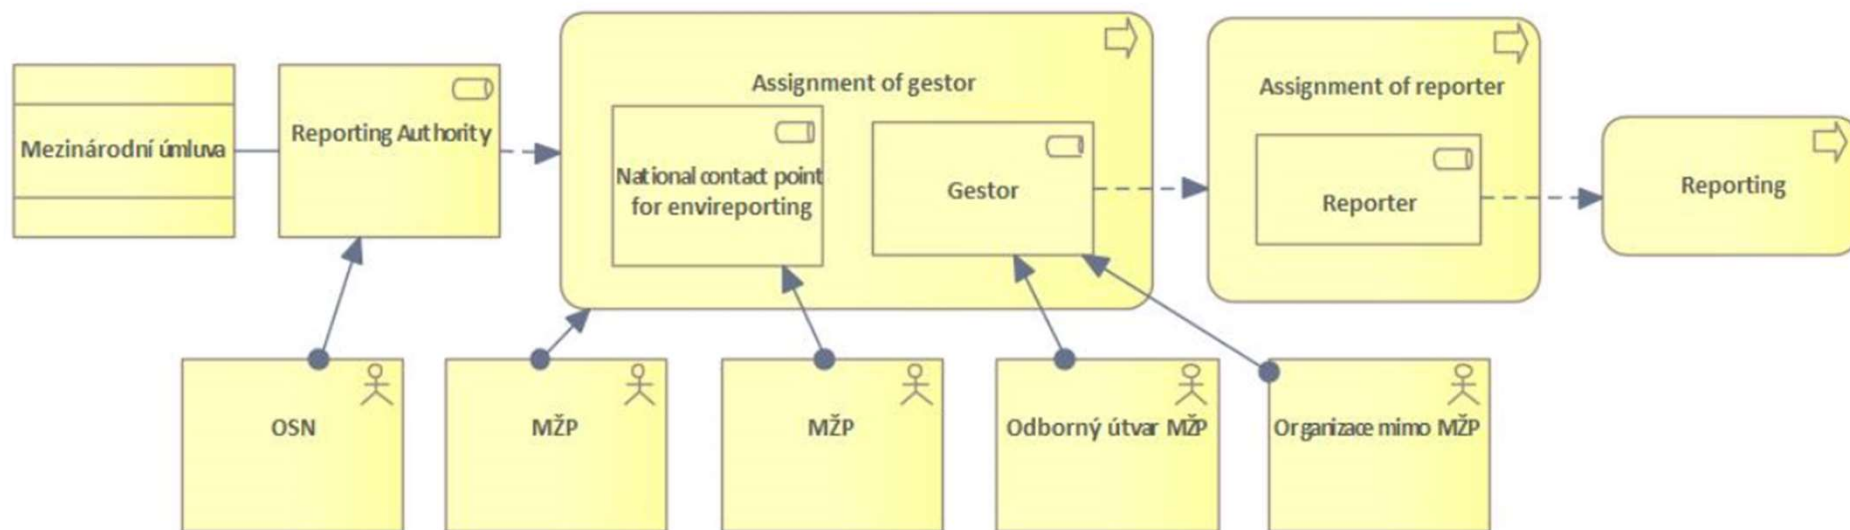 Mezinárodní úmluva
Reporting Authority
Assignment of gestor
National contact point
for envireporting
Gestor
Assignment of reporter
Reporter
Reporting
OSN
MŽP
MŽP
Odborný útvar MŽP
Organizace mimo MŽP